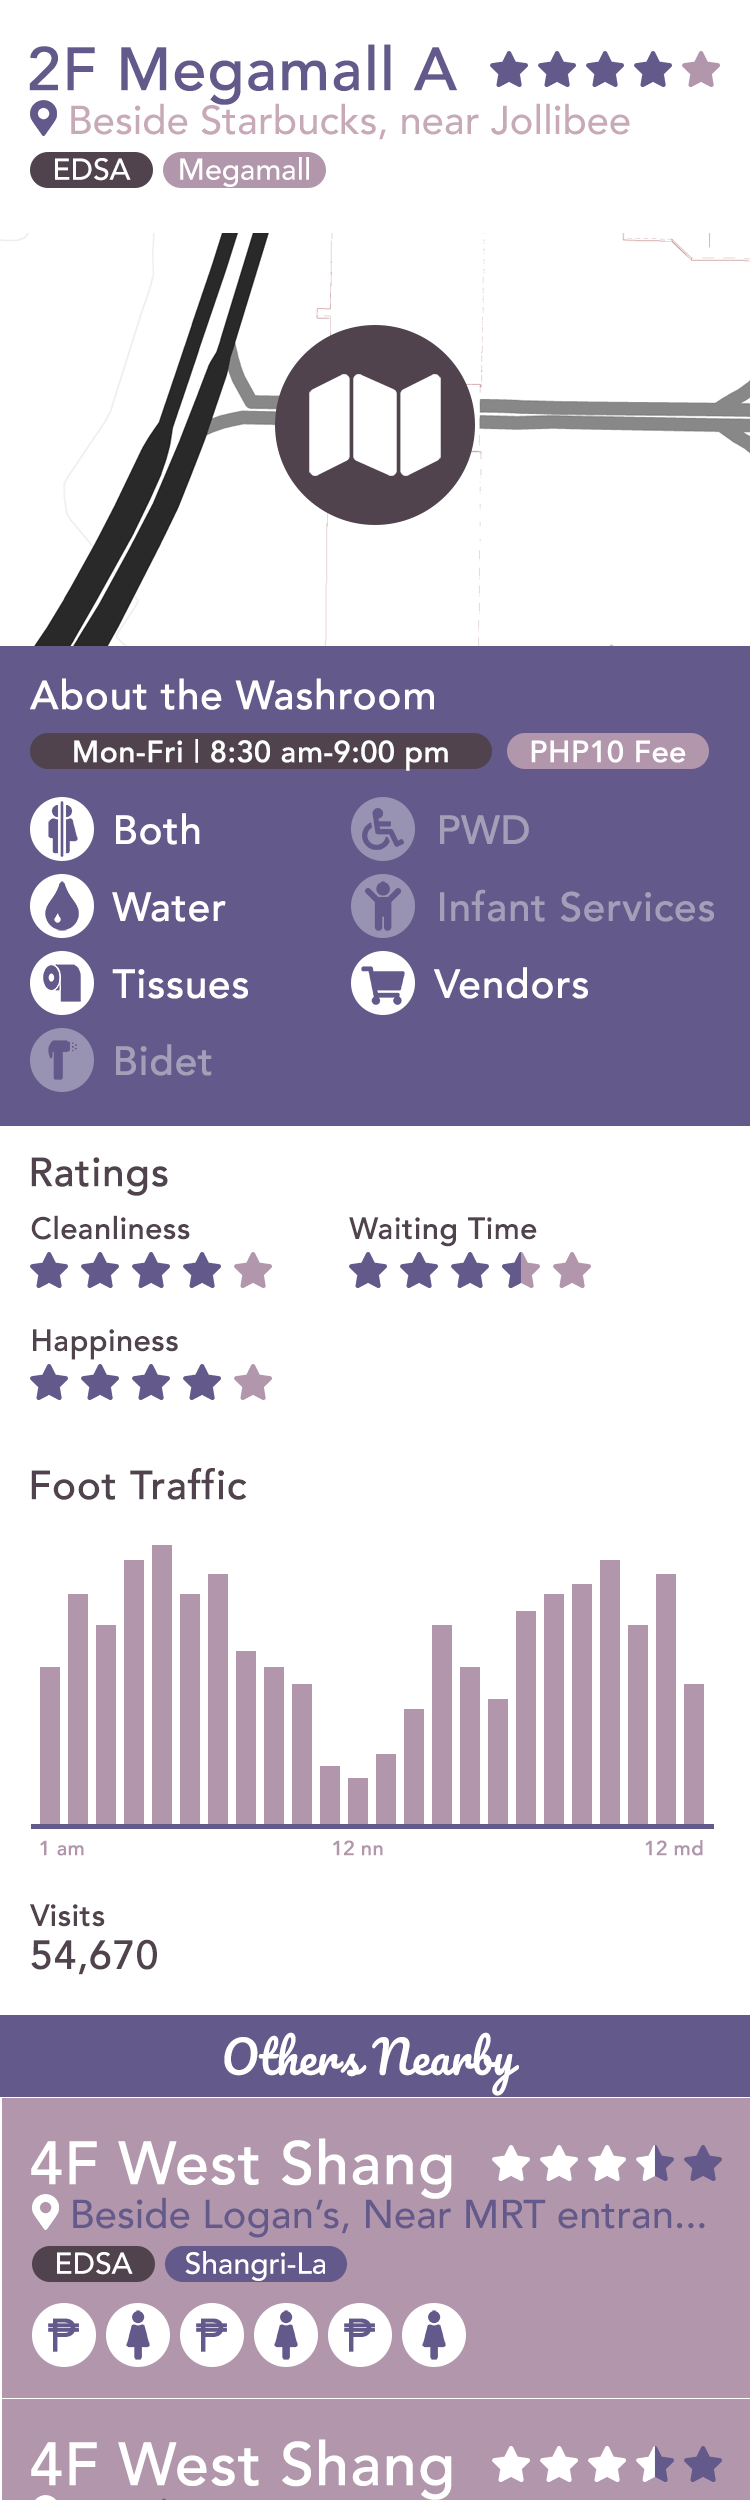 2F Megamall A
Beside Starbucks, near Jollibee
EDSA Megamall
About the Washroom
Mon-Fri | 8:30 am-9:00 pm PHP10 Fee
Both PWD
Water Infant Services
Tissues Vendors
Bidet
Ratings
Cleanliness Waiting Time
Happiness
Foot Traffic
1 am 12 nn 12 md
Visits
54,670
Others Nearby
4F West Shang
Beside Logan's, Near MRT entran...
EDSA Shangri-La
4F West Shang